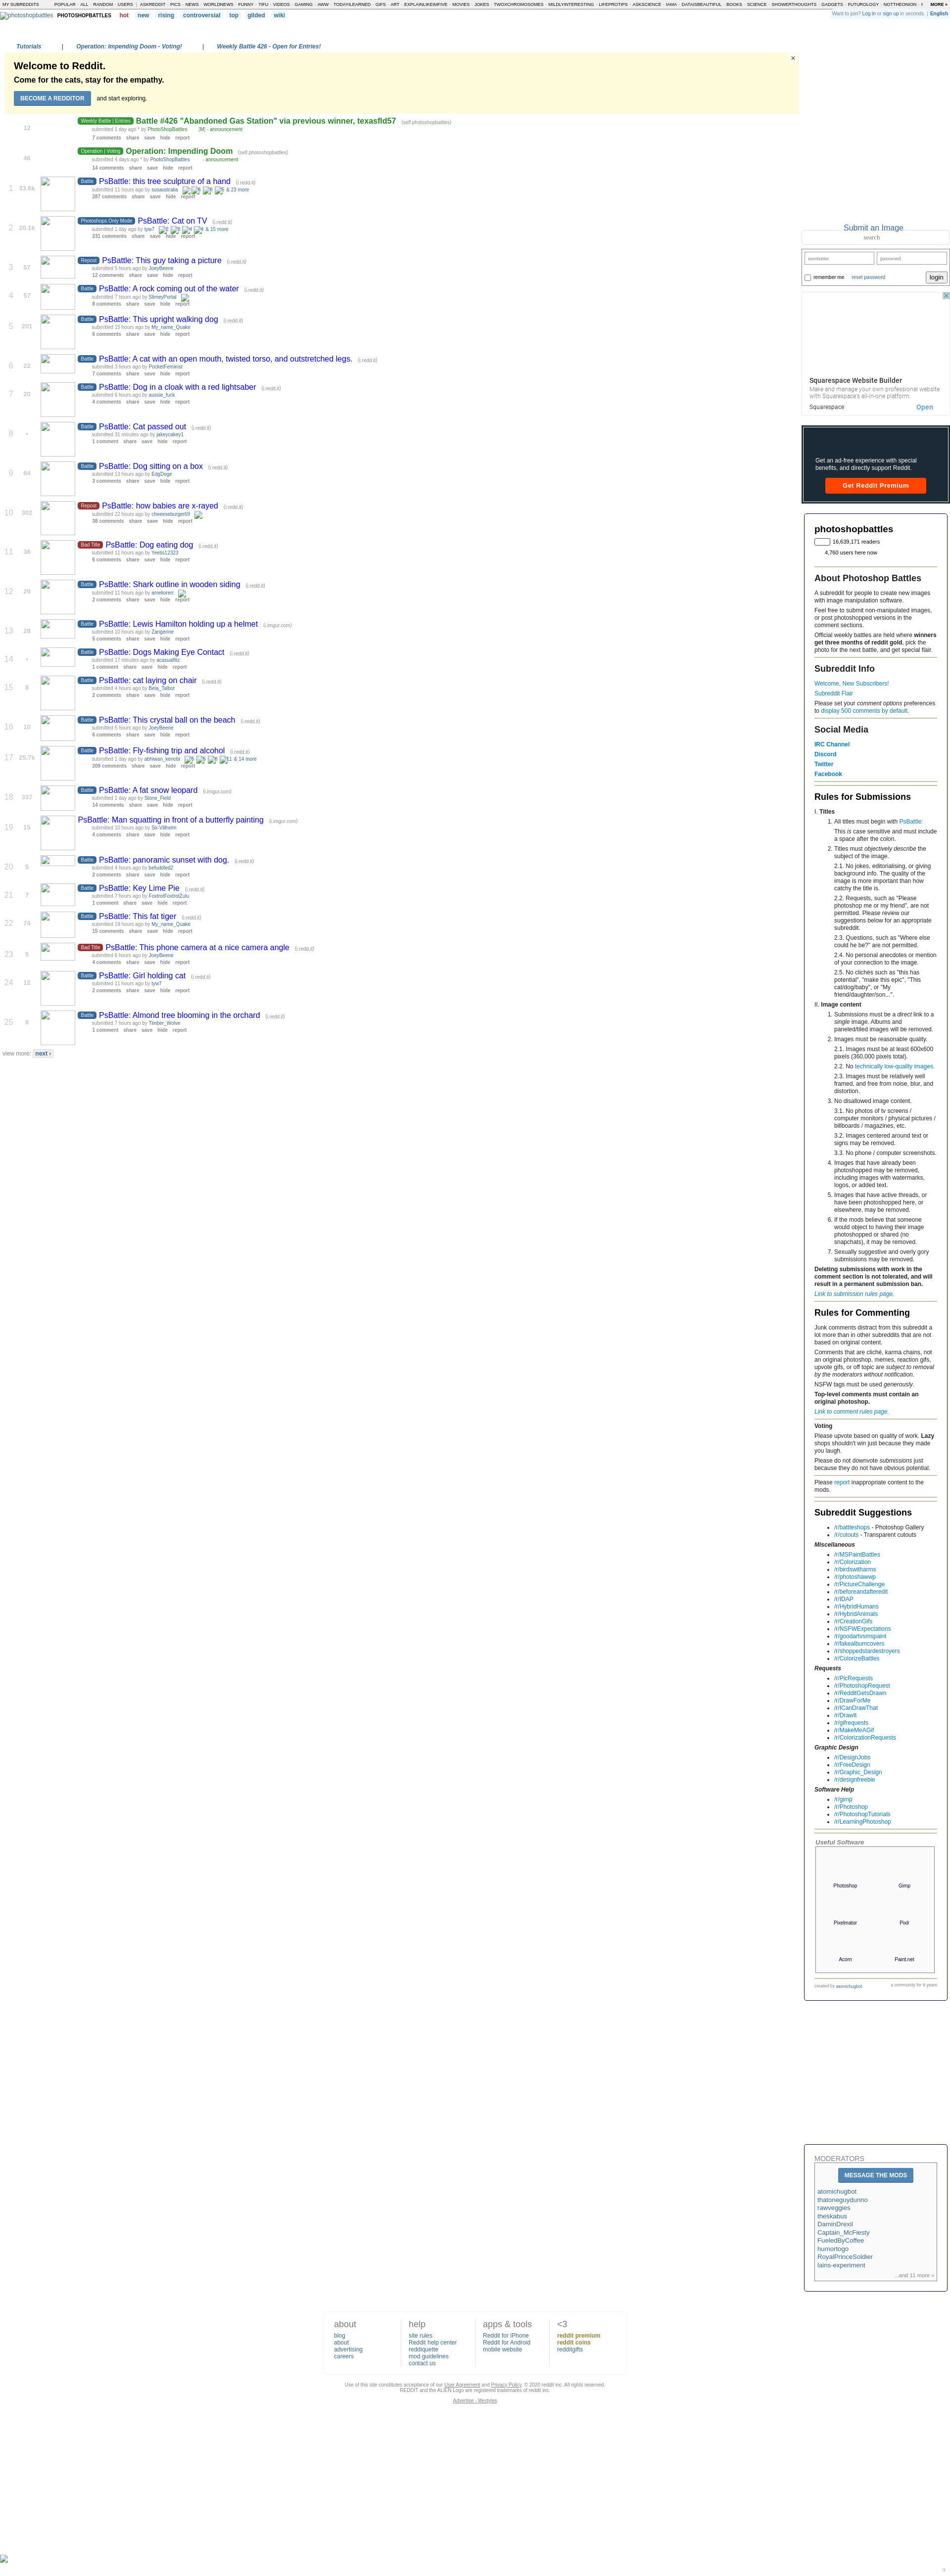 MY SUBREDDITS POPULAR - ALL - RANDOM - USERS | ASKREDDIT - PICS - NEWS - WORLDNEWS - FUNNY - TIFU - VIDEOS - GAMING - AWW - TODAYILEARNED - GIFS - ART - EXPLAINLIKEIMFIVE - MOVIES - JOKES - TWOXCHROMOSOMES - MILDLYINTERESTING - LIFEPROTIPS - ASKSCIENCE - IAMA - DATAISBEAUTIFUL - BOOKS - SCIENCE - SHOWERTHOUGHTS - GADGETS - FUTUROLOGY - NOTTHEONION MORE »
photoshopbattles PHOTOSHOPBATTLES hot new rising controversial top gilded wiki
Want to join? Log in or sign up in seconds. | English
Tutorials | Operation: Impending Doom - Voting! | Weekly Battle 426 - Open for Entries!
Welcome to Reddit.
Come for the cats, stay for the empathy.
BECOME A REDDITOR and start exploring.
×
12
Weekly Battle | Entries Battle #426 "Abandoned Gas Station" via previous winner, texasfld57 (self.photoshopbattles)
submitted 1 day ago * by PhotoShopBattles [M] - announcement
7 comments share save hide report
46
Operation | Voting Operation: Impending Doom (self.photoshopbattles)
submitted 4 days ago * by PhotoShopBattles - announcement
14 comments share save hide report
1 33.6k
Battle PsBattle: this tree sculpture of a hand (i.redd.it)
submitted 11 hours ago by susaustralia & 23 more
287 comments share save hide report
2 20.1k
Photoshops Only Mode PsBattle: Cat on TV (i.redd.it)
submitted 1 day ago by tyw7 & 15 more
232 comments share save hide report
3 57
Repost PsBattle: This guy taking a picture (i.redd.it)
submitted 5 hours ago by JoeyBeene
12 comments share save hide report
4 57
Battle PsBattle: A rock coming out of the water (i.redd.it)
submitted 7 hours ago by SlimeyPortal
8 comments share save hide report
5 201
Battle PsBattle: This upright walking dog (i.redd.it)
submitted 15 hours ago by My_name_Quake
6 comments share save hide report
6 22
Battle PsBattle: A cat with an open mouth, twisted torso, and outstretched legs. (i.redd.it)
submitted 3 hours ago by PocketFeminist
7 comments share save hide report
7 20
Battle PsBattle: Dog in a cloak with a red lightsaber (i.redd.it)
submitted 6 hours ago by aussie_fuck
4 comments share save hide report
8 •
Battle PsBattle: Cat passed out (i.redd.it)
submitted 31 minutes ago by jakeycakey1
1 comment share save hide report
9 64
Battle PsBattle: Dog sitting on a box (i.redd.it)
submitted 13 hours ago by EdgDoge
3 comments share save hide report
10 302
Repost PsBattle: how babies are x-rayed (i.redd.it)
submitted 22 hours ago by cheeeseburger69
38 comments share save hide report
11 36
Bad Title PsBattle: Dog eating dog (i.redd.it)
submitted 11 hours ago by Yeetis12323
6 comments share save hide report
12 29
Battle PsBattle: Shark outline in wooden siding (i.redd.it)
submitted 11 hours ago by ameliorerr
2 comments share save hide report
13 28
Battle PsBattle: Lewis Hamilton holding up a helmet (i.imgur.com)
submitted 10 hours ago by Zangerine
5 comments share save hide report
14 •
Battle PsBattle: Dogs Making Eye Contact (i.redd.it)
submitted 17 minutes ago by acasualfitz
1 comment share save hide report
15 8
Battle PsBattle: cat laying on chair (i.redd.it)
submitted 4 hours ago by Bela_Talbot
2 comments share save hide report
16 10
Battle PsBattle: This crystal ball on the beach (i.redd.it)
submitted 5 hours ago by JoeyBeene
6 comments share save hide report
17 25.7k
Battle PsBattle: Fly-fishing trip and alcohol (i.redd.it)
submitted 1 day ago by abhiwan_kenobi 11 & 14 more
209 comments share save hide report
18 337
Battle PsBattle: A fat snow leopard (i.imgur.com)
submitted 1 day ago by Stone_Field
14 comments share save hide report
19 15
PsBattle: Man squatting in front of a butterfly painting (i.imgur.com)
submitted 10 hours ago by Six-Vilhelm
4 comments share save hide report
20 5
Battle PsBattle: panoramic sunset with dog. (i.redd.it)
submitted 4 hours ago by befuddled2
2 comments share save hide report
21 7
Battle PsBattle: Key Lime Pie (i.redd.it)
submitted 7 hours ago by FoxtrotFoxtrotZulu
1 comment share save hide report
22 74
Battle PsBattle: This fat tiger (i.redd.it)
submitted 19 hours ago by My_name_Quake
15 comments share save hide report
23 5
Bad Title PsBattle: This phone camera at a nice camera angle (i.redd.it)
submitted 6 hours ago by JoeyBeene
4 comments share save hide report
24 12
Battle PsBattle: Girl holding cat (i.redd.it)
submitted 11 hours ago by tyw7
2 comments share save hide report
25 8
Battle PsBattle: Almond tree blooming in the orchard (i.redd.it)
submitted 7 hours ago by Timber_Wolve
1 comment share save hide report
view more: next ›
Submit an Image
search
username password
remember me reset password login
Squarespace Website Builder
Make and manage your own professional website
with Squarespace's all-in-one platform.
Squarespace Open
Get an ad-free experience with special
benefits, and directly support Reddit.
Get Reddit Premium
photoshopbattles
16,639,171 readers
4,760 users here now
About Photoshop Battles
A subreddit for people to create new images
with image manipulation software.
Feel free to submit non-manipulated images,
or post photoshopped versions in the
comment sections.
Official weekly battles are held where winners
get three months of reddit gold, pick the
photo for the next battle, and get special flair.
Subreddit Info
Welcome, New Subscribers!
Subreddit Flair
Please set your comment options preferences
to display 500 comments by default.
Social Media
IRC Channel
Discord
Twitter
Facebook
Rules for Submissions
I. Titles
1. All titles must begin with PsBattle:
This is case sensitive and must include
a space after the colon.
2. Titles must objectively describe the
subject of the image.
2.1. No jokes, editorialising, or giving
background info. The quality of the
image is more important than how
catchy the title is.
2.2. Requests, such as "Please
photoshop me or my friend", are not
permitted. Please review our
suggestions below for an appropriate
subreddit.
2.3. Questions, such as "Where else
could he be?" are not permitted.
2.4. No personal anecdotes or mention
of your connection to the image.
2.5. No clichés such as "this has
potential", "make this epic", "This
cat/dog/baby", or "My
friend/daughter/son...".
II. Image content
1. Submissions must be a direct link to a
single image. Albums and
paneled/tiled images will be removed.
2. Images must be reasonable quality.
2.1. Images must be at least 600x600
pixels (360,000 pixels total).
2.2. No technically low-quality images.
2.3. Images must be relatively well
framed, and free from noise, blur, and
distortion.
3. No disallowed image content.
3.1. No photos of tv screens /
computer monitors / physical pictures /
billboards / magazines, etc.
3.2. Images centered around text or
signs may be removed.
3.3. No phone / computer screenshots.
4. Images that have already been
photoshopped may be removed,
including images with watermarks,
logos, or added text.
5. Images that have active threads, or
have been photoshopped here, or
elsewhere, may be removed.
6. If the mods believe that someone
would object to having their image
photoshopped or shared (no
snapchats), it may be removed.
7. Sexually suggestive and overly gory
submissions may be removed.
Deleting submissions with work in the
comment section is not tolerated, and will
result in a permanent submission ban.
Link to submission rules page.
Rules for Commenting
Junk comments distract from this subreddit a
lot more than in other subreddits that are not
based on original content.
Comments that are cliché, karma chains, not
an original photoshop, memes, reaction gifs,
upvote gifs, or off topic are subject to removal
by the moderators without notification.
NSFW tags must be used generously.
Top-level comments must contain an
original photoshop.
Link to comment rules page.
Voting
Please upvote based on quality of work. Lazy
shops shouldn't win just because they made
you laugh.
Please do not downvote submissions just
because they do not have obvious potential.
Please report inappropriate content to the
mods.
Subreddit Suggestions
/r/battleshops - Photoshop Gallery
/r/cutouts - Transparent cutouts
Miscellaneous
/r/MSPaintBattles
/r/Colorization
/r/birdswitharms
/r/photoshawwp
/r/PictureChallenge
/r/beforeandafteredit
/r/IDAP
/r/HybridHumans
/r/HybridAnimals
/r/CreationGifs
/r/NSFWExpectations
/r/goodartvsmspaint
/r/fakealbumcovers
/r/shoppedstardestroyers
/r/ColorizeBattles
Requests
/r/PicRequests
/r/PhotoshopRequest
/r/RedditGetsDrawn
/r/DrawForMe
/r/ICanDrawThat
/r/DrawIt
/r/gifrequests
/r/MakeMeAGif
/r/ColorizationRequests
Graphic Design
/r/DesignJobs
/r/FreeDesign
/r/Graphic_Design
/r/designfreebie
Software Help
/r/gimp
/r/Photoshop
/r/PhotoshopTutorials
/r/LearningPhotoshop
Useful Software
Photoshop Gimp
Pixelmator Pixlr
Acorn Paint.net
created by atomichugbot a community for 8 years
MODERATORS
MESSAGE THE MODS
atomichugbot
thatoneguydunno
rawveggies
theskabus
DaminDrexil
Captain_McFiesty
FueledByCoffee
humortogo
RoyalPrinceSoldier
lains-experiment
...and 11 more »
about help apps & tools <3
blog site rules Reddit for iPhone reddit premium
about Reddit help center Reddit for Android reddit coins
advertising reddiquette mobile website redditgifts
careers mod guidelines
contact us
Use of this site constitutes acceptance of our User Agreement and Privacy Policy. © 2020 reddit inc. All rights reserved.
REDDIT and the ALIEN Logo are registered trademarks of reddit inc.
Advertise - lifestyles
π